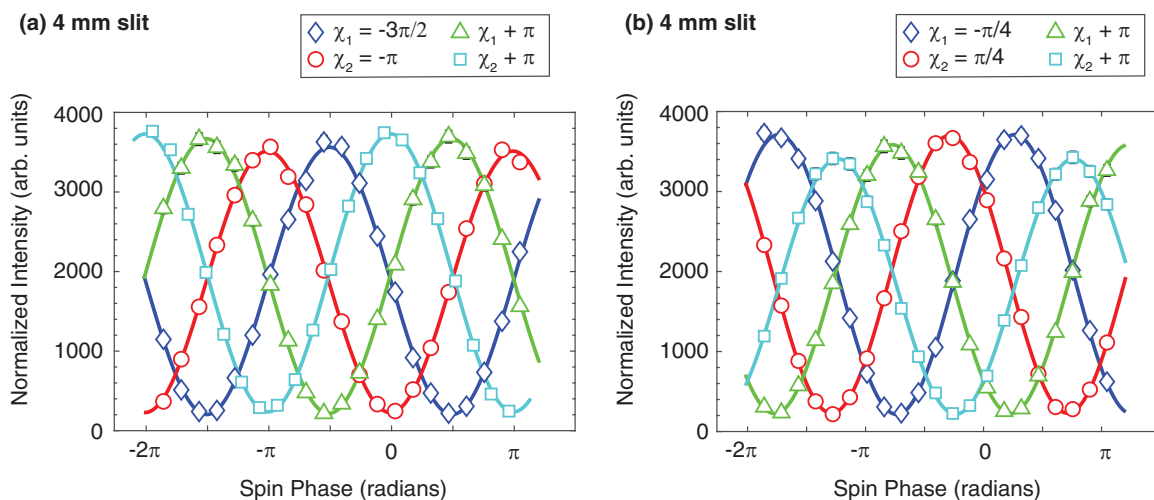 (a) 4 mm slit
χ₁ = -3π/2
χ₁ + π
χ₂ = -π
χ₂ + π
Normalized Intensity (arb. units)
4000
3000
2000
1000
0
-2π
-π
0
π
Spin Phase (radians)
(b) 4 mm slit
χ₁ = -π/4
χ₁ + π
χ₂ = π/4
χ₂ + π
Normalized Intensity (arb. units)
4000
3000
2000
1000
0
-2π
-π
0
π
Spin Phase (radians)